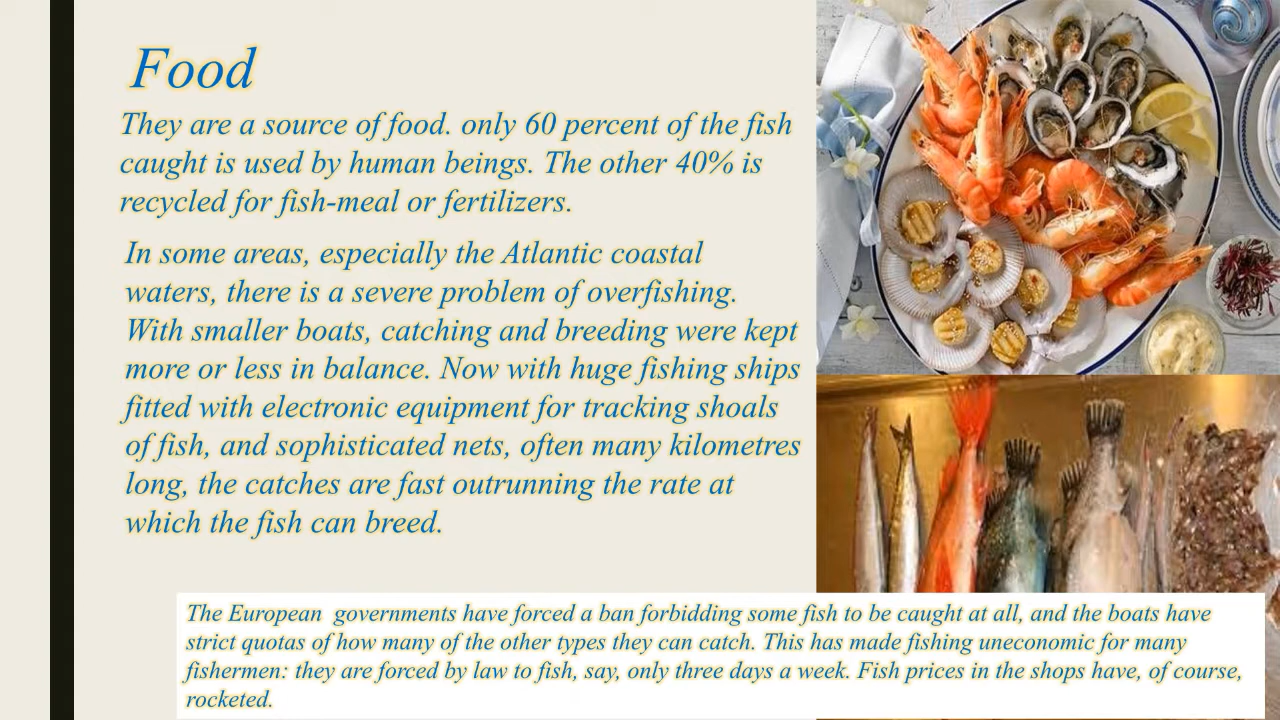 Food
They are a source of food. only 60 percent of the fish
caught is used by human beings. The other 40% is
recycled for fish-meal or fertilizers.
In some areas, especially the Atlantic coastal
waters, there is a severe problem of overfishing.
With smaller boats, catching and breeding were kept
more or less in balance. Now with huge fishing ships
fitted with electronic equipment for tracking shoals
of fish, and sophisticated nets, often many kilometres
long, the catches are fast outrunning the rate at
which the fish can breed.
The European  governments have forced a ban forbidding some fish to be caught at all, and the boats have
strict quotas of how many of the other types they can catch. This has made fishing uneconomic for many
fishermen: they are forced by law to fish, say, only three days a week. Fish prices in the shops have, of course,
rocketed.